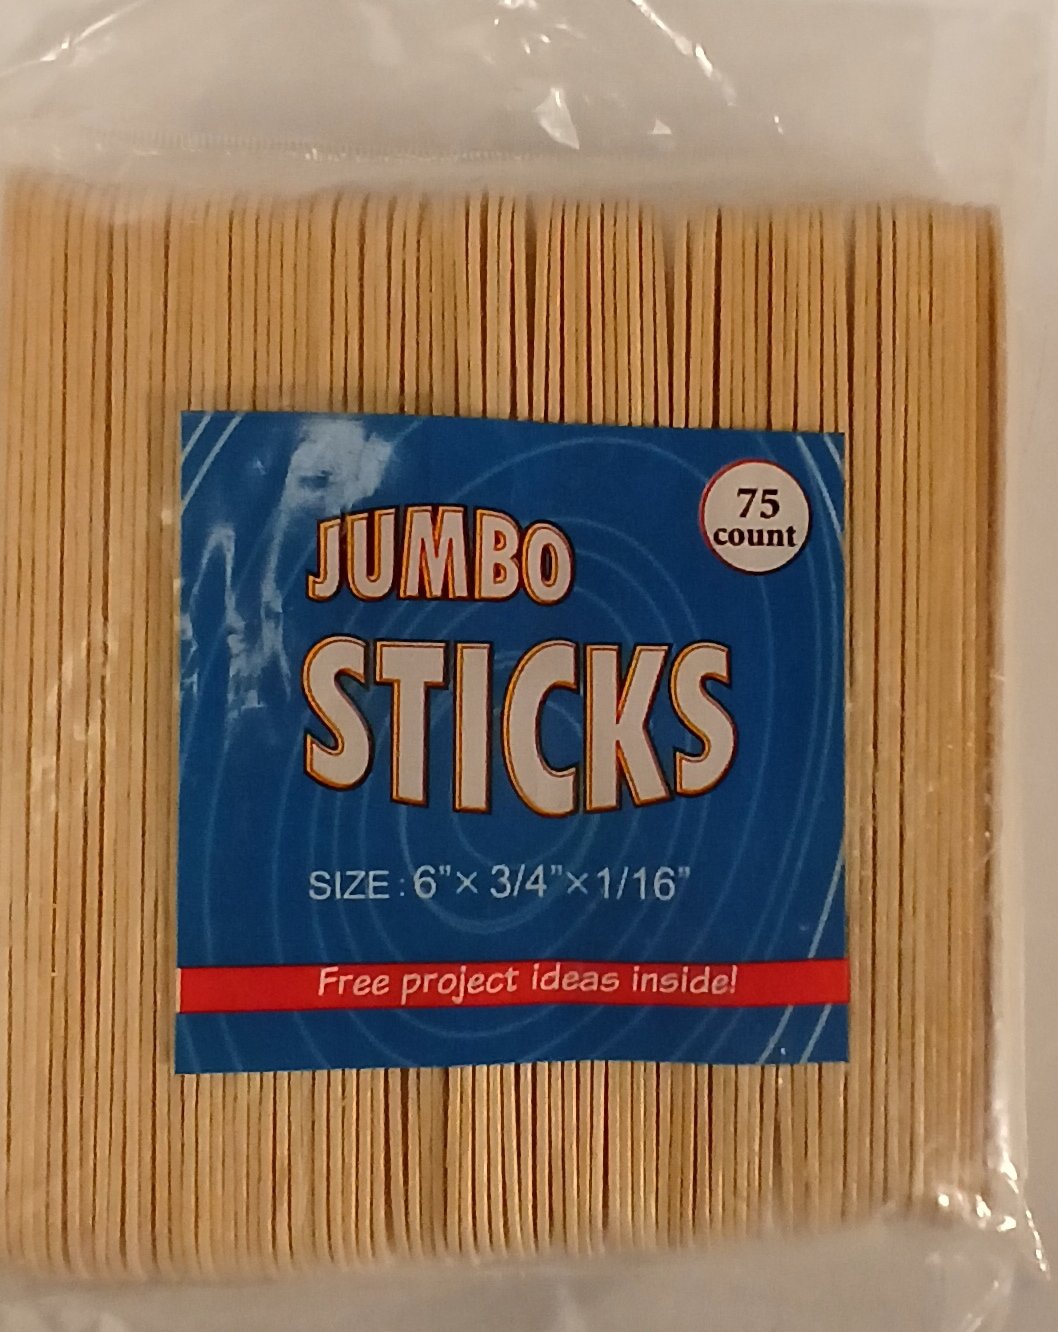 75
count
JUMBO
STICKS
SIZE : 6"× 3/4"×1/16"
Free project ideas inside!